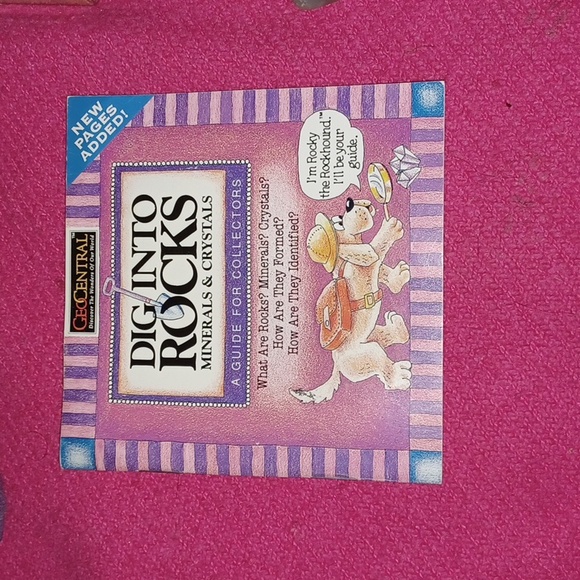 NEW
PAGES
ADDED!
GEOCENTRAL™
Discover The Wonders Of Our World
DIG INTO
ROCKS
MINERALS & CRYSTALS
A GUIDE FOR COLLECTORS
What Are Rocks? Minerals? Crystals?
How Are They Formed?
How Are They Identified?
I'm Rocky
the Rockhound.™
I'll be your
guide.